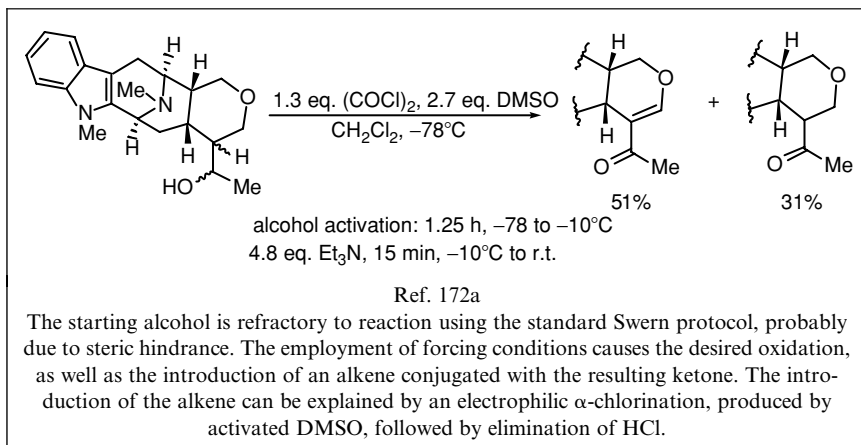 H
H
O
MeN
N
N
Me
H
H
H
HO
Me
1.3 eq. (COCl)2, 2.7 eq. DMSO
CH2Cl2, –78°C
H
O
H
O
Me
51%
+
H
O
H
O
Me
31%
alcohol activation: 1.25 h, –78 to –10°C
4.8 eq. Et3N, 15 min, –10°C to r.t.
Ref. 172a
The starting alcohol is refractory to reaction using the standard Swern protocol, probably
due to steric hindrance. The employment of forcing conditions causes the desired oxidation,
as well as the introduction of an alkene conjugated with the resulting ketone. The intro-
duction of the alkene can be explained by an electrophilic α-chlorination, produced by
activated DMSO, followed by elimination of HCl.